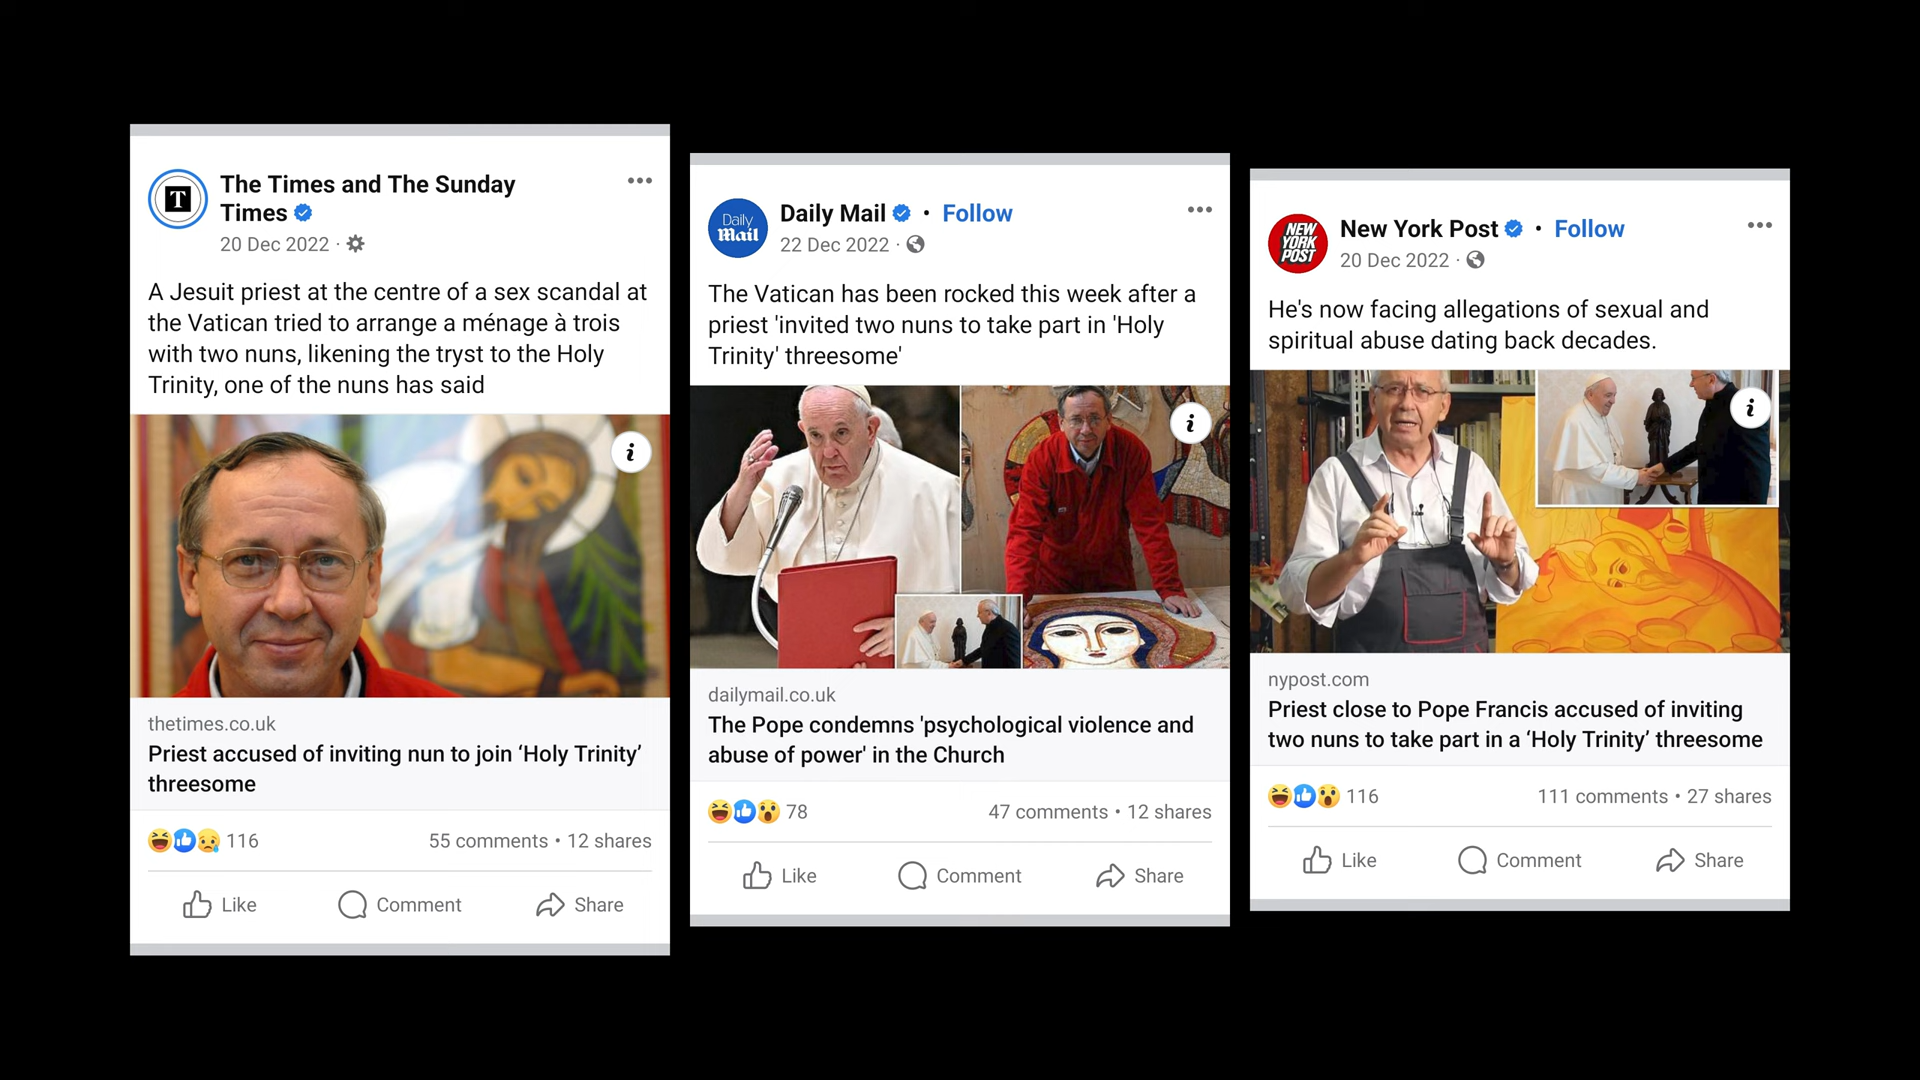 T
The Times and The Sunday
Times
20 Dec 2022 ·
A Jesuit priest at the centre of a sex scandal at
the Vatican tried to arrange a ménage à trois
with two nuns, likening the tryst to the Holy
Trinity, one of the nuns has said
i
thetimes.co.uk
Priest accused of inviting nun to join ‘Holy Trinity’
threesome
116
55 comments • 12 shares
Like
Comment
Share
Daily
Mail
Daily Mail • Follow
22 Dec 2022 ·
The Vatican has been rocked this week after a
priest 'invited two nuns to take part in 'Holy
Trinity' threesome'
i
dailymail.co.uk
The Pope condemns 'psychological violence and
abuse of power' in the Church
78
47 comments • 12 shares
Like
Comment
Share
NEW
YORK
POST
New York Post • Follow
20 Dec 2022 ·
He's now facing allegations of sexual and
spiritual abuse dating back decades.
i
nypost.com
Priest close to Pope Francis accused of inviting
two nuns to take part in a ‘Holy Trinity’ threesome
116
111 comments • 27 shares
Like
Comment
Share